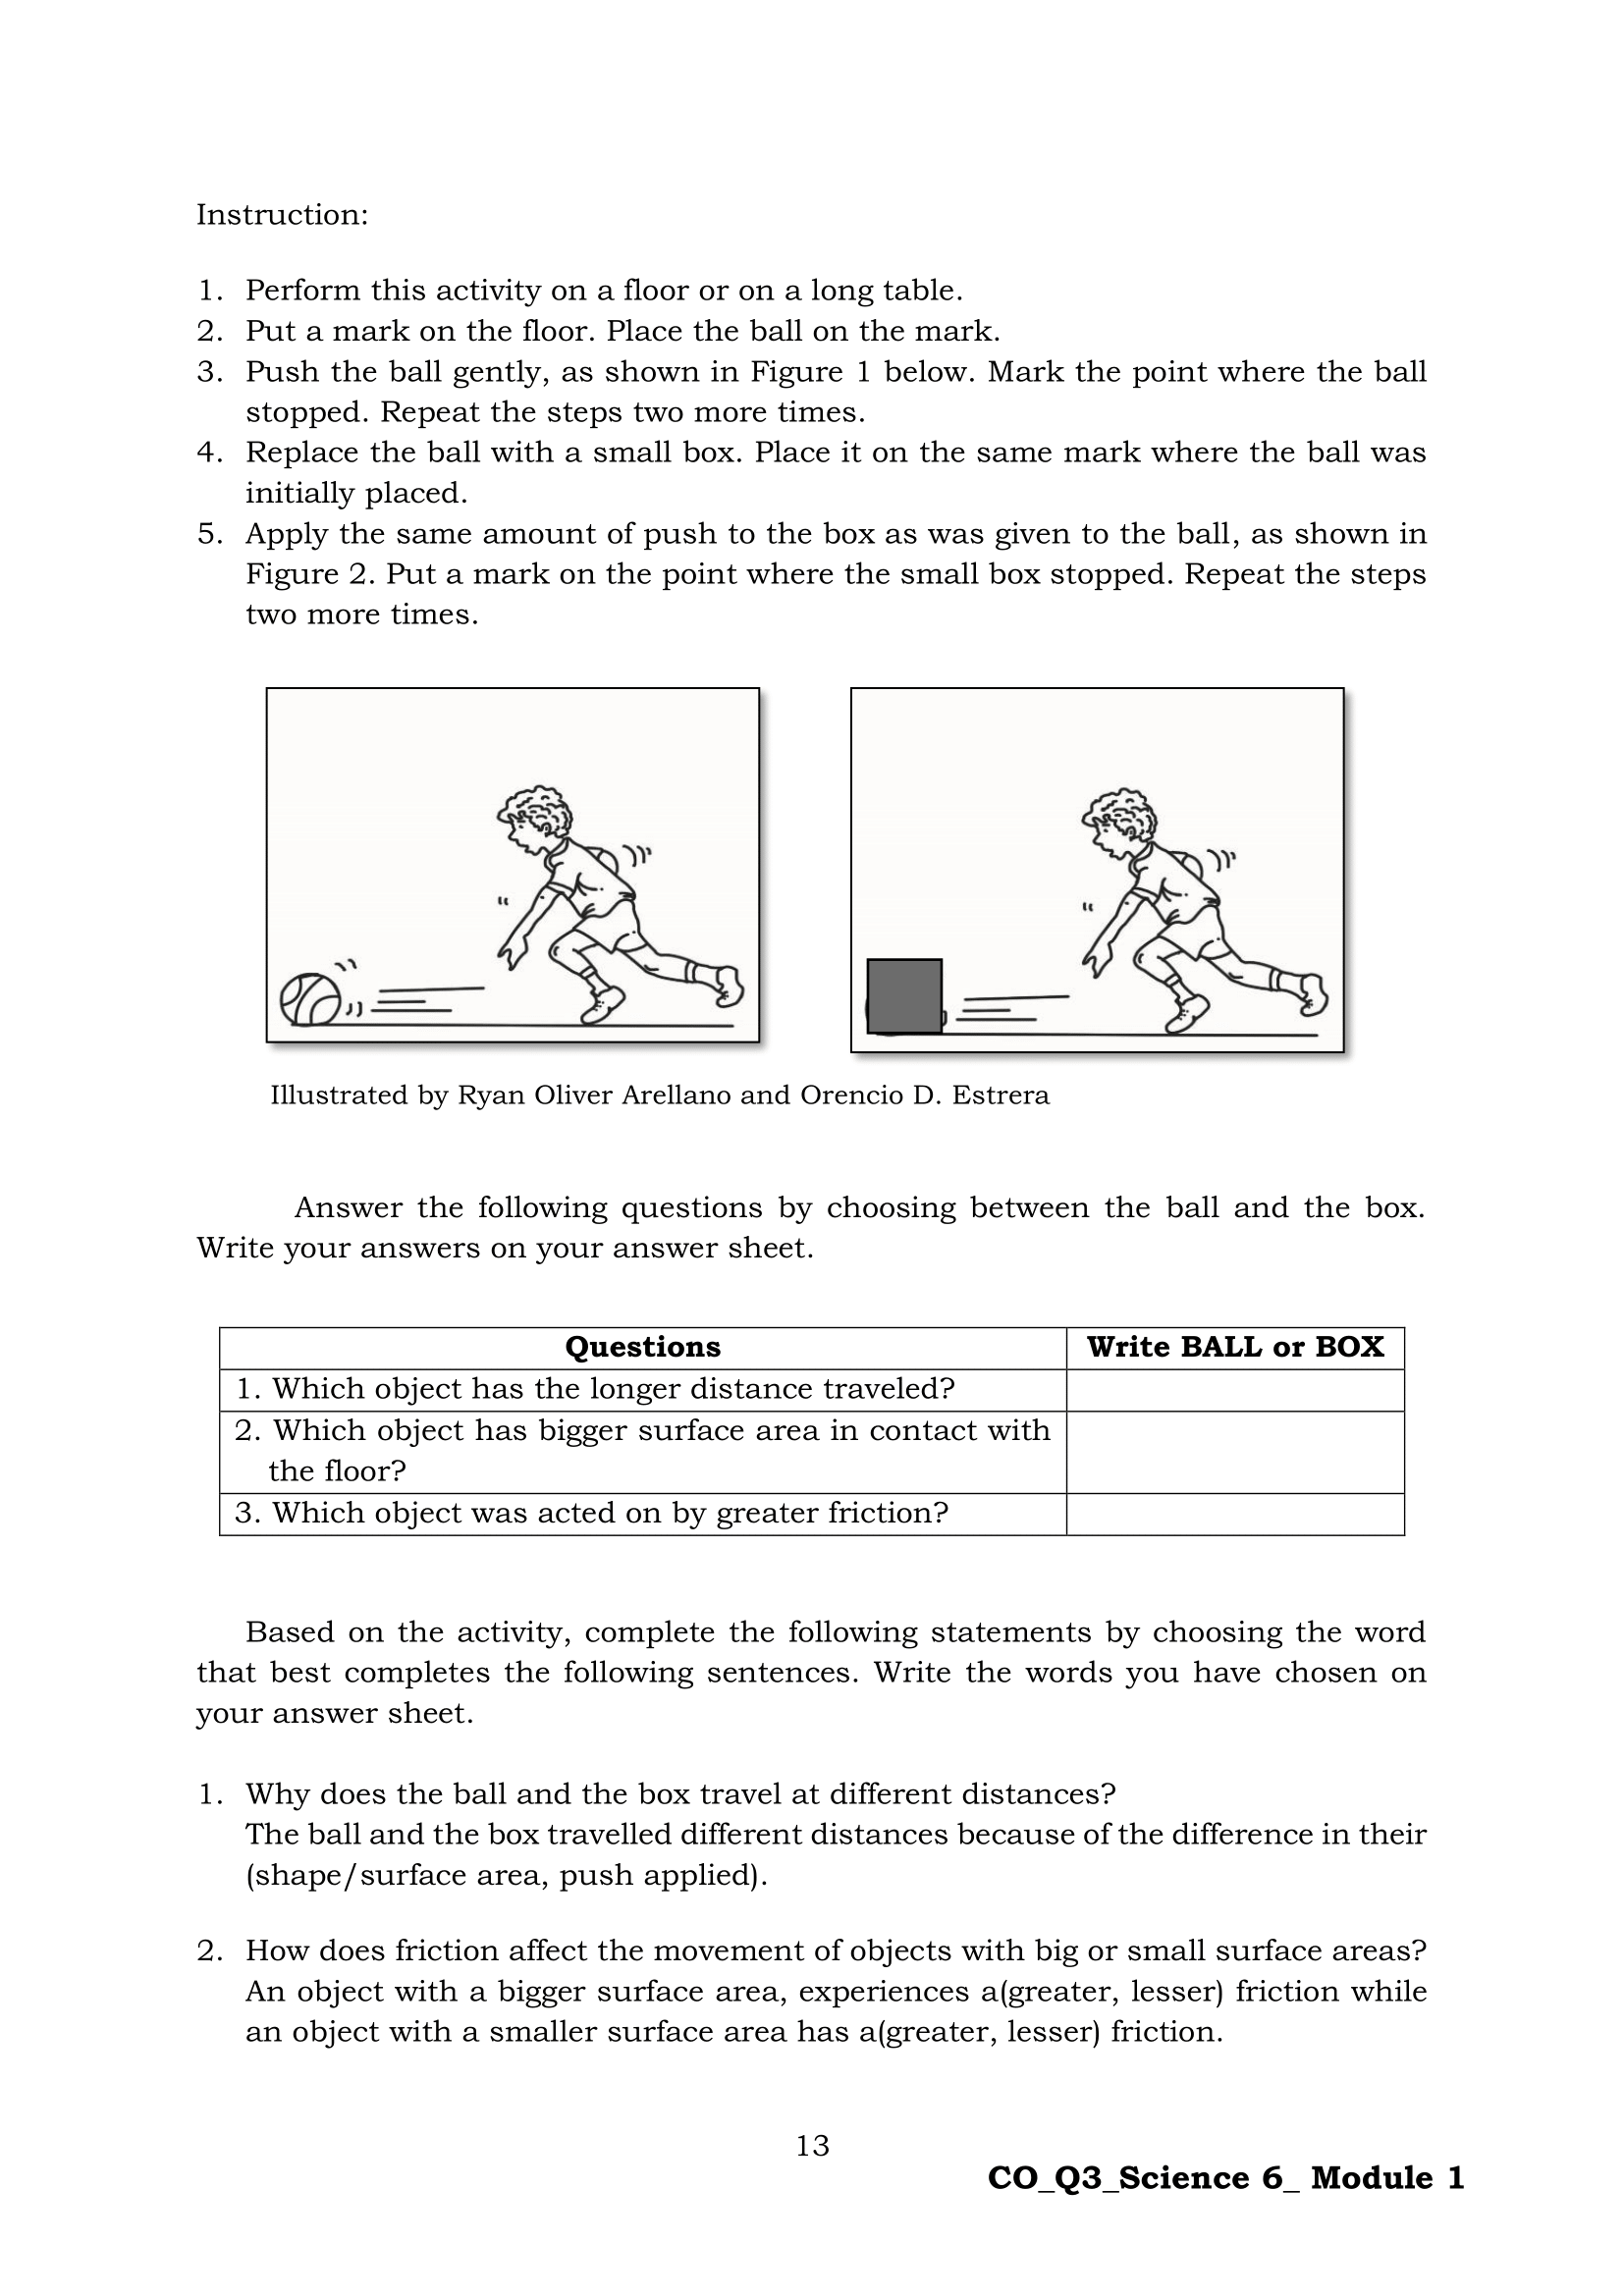 Instruction:
1. Perform this activity on a floor or on a long table.
2. Put a mark on the floor. Place the ball on the mark.
3. Push the ball gently, as shown in Figure 1 below. Mark the point where the ball
stopped. Repeat the steps two more times.
4. Replace the ball with a small box. Place it on the same mark where the ball was
initially placed.
5. Apply the same amount of push to the box as was given to the ball, as shown in
Figure 2. Put a mark on the point where the small box stopped. Repeat the steps
two more times.
Illustrated by Ryan Oliver Arellano and Orencio D. Estrera
Answer the following questions by choosing between the ball and the box.
Write your answers on your answer sheet.
Questions Write BALL or BOX
1. Which object has the longer distance traveled?
2. Which object has bigger surface area in contact with
the floor?
3. Which object was acted on by greater friction?
Based on the activity, complete the following statements by choosing the word
that best completes the following sentences. Write the words you have chosen on
your answer sheet.
1. Why does the ball and the box travel at different distances?
The ball and the box travelled different distances because of the difference in their
(shape/surface area, push applied).
2. How does friction affect the movement of objects with big or small surface areas?
An object with a bigger surface area, experiences a(greater, lesser) friction while
an object with a smaller surface area has a(greater, lesser) friction.
13
CO_Q3_Science 6_ Module 1